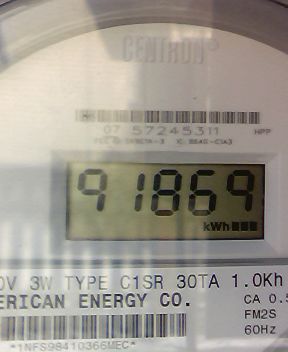 CENTRON®
07 57245311 HPP
91869
kWh
0V 3W TYPE C1SR 30TA 1.0Kh
ERICAN ENERGY CO.
CA 0.5
FM2S
60Hz
*1NFS98410366MEC*